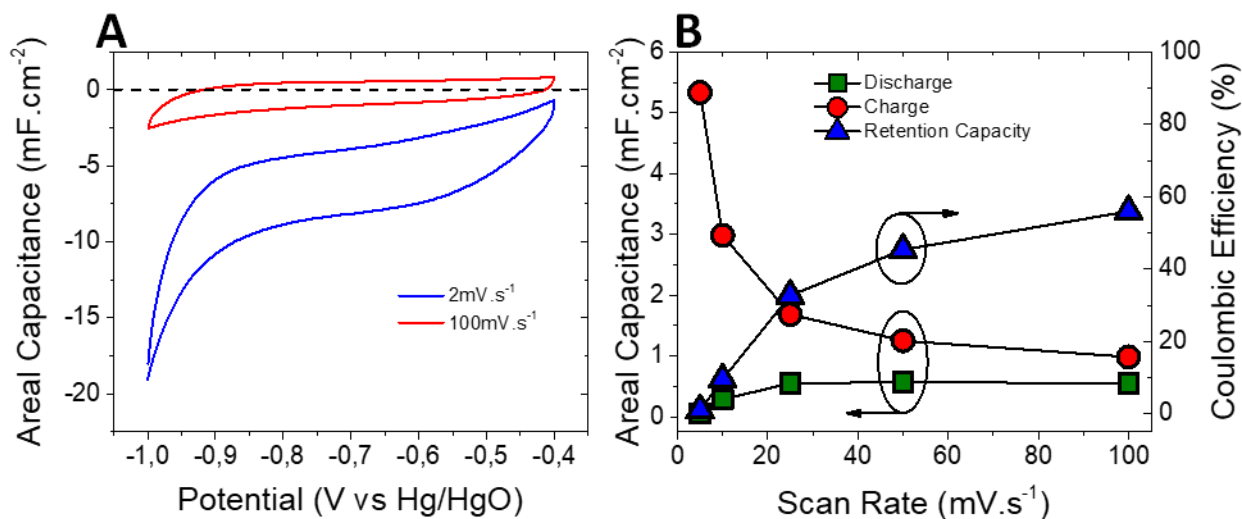 A
Areal Capacitance (mF.cm-2)
0
-5
-10
-15
-20
2mV.s-1
100mV.s-1
-1,0 -0,9 -0,8 -0,7 -0,6 -0,5 -0,4
Potential (V vs Hg/HgO)
B
Areal Capacitance (mF.cm-2)
6
5
4
3
2
1
0
Discharge
Charge
Retention Capacity
100
80
60
40
20
0
Coulombic Efficiency (%)
0 20 40 60 80 100
Scan Rate (mV.s-1)